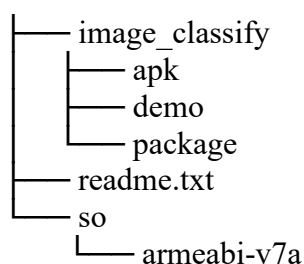 image_classify
apk
demo
package
readme.txt
so
armeabi-v7a